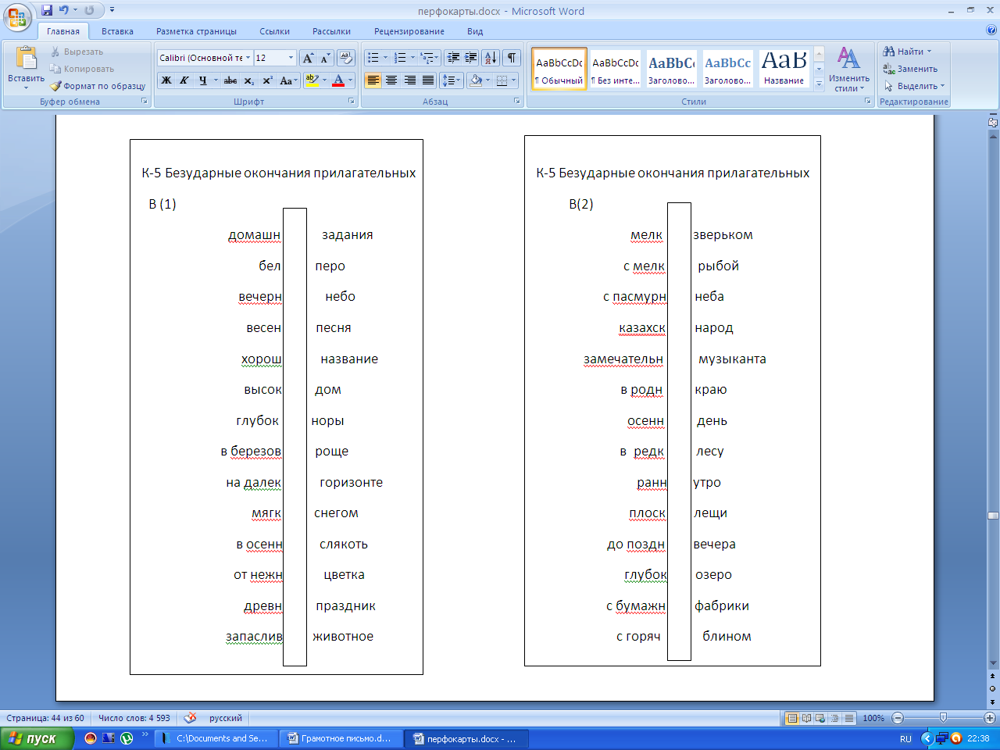 перфокарты.docx - Microsoft Word
Главная Вставка Разметка страницы Ссылки Рассылки Рецензирование Вид
Вставить
Вырезать
Копировать
Формат по образцу
Буфер обмена
Calibri (Основной те 12
Ж К Ч abc x₂ x² Aa
Шрифт
Абзац
AaBbCcDc AaBbCcDc AaBbC AaBbCc AaB
¶ Обычный ¶ Без инте... Заголово... Заголово... Название
Изменить стили
Стили
Найти
Заменить
Выделить
Редактирование
К-5 Безударные окончания прилагательных
В (1)
домашн задания
бел перо
вечерн небо
весен песня
хорош название
высок дом
глубок норы
в березов роще
на далек горизонте
мягк снегом
в осенн слякоть
от нежн цветка
древн праздник
запаслив животное
К-5 Безударные окончания прилагательных
В(2)
мелк зверьком
с мелк рыбой
с пасмурн неба
казахск народ
замечательн музыканта
в родн краю
осенн день
в редк лесу
ранн утро
плоск лещи
до поздн вечера
глубок озеро
с бумажн фабрики
с горяч блином
Страница: 44 из 60 Число слов: 4 593 русский 100%
пуск C:\Documents and Se... Грамотное письмо.d... перфокарты.docx - ... RU 22:38